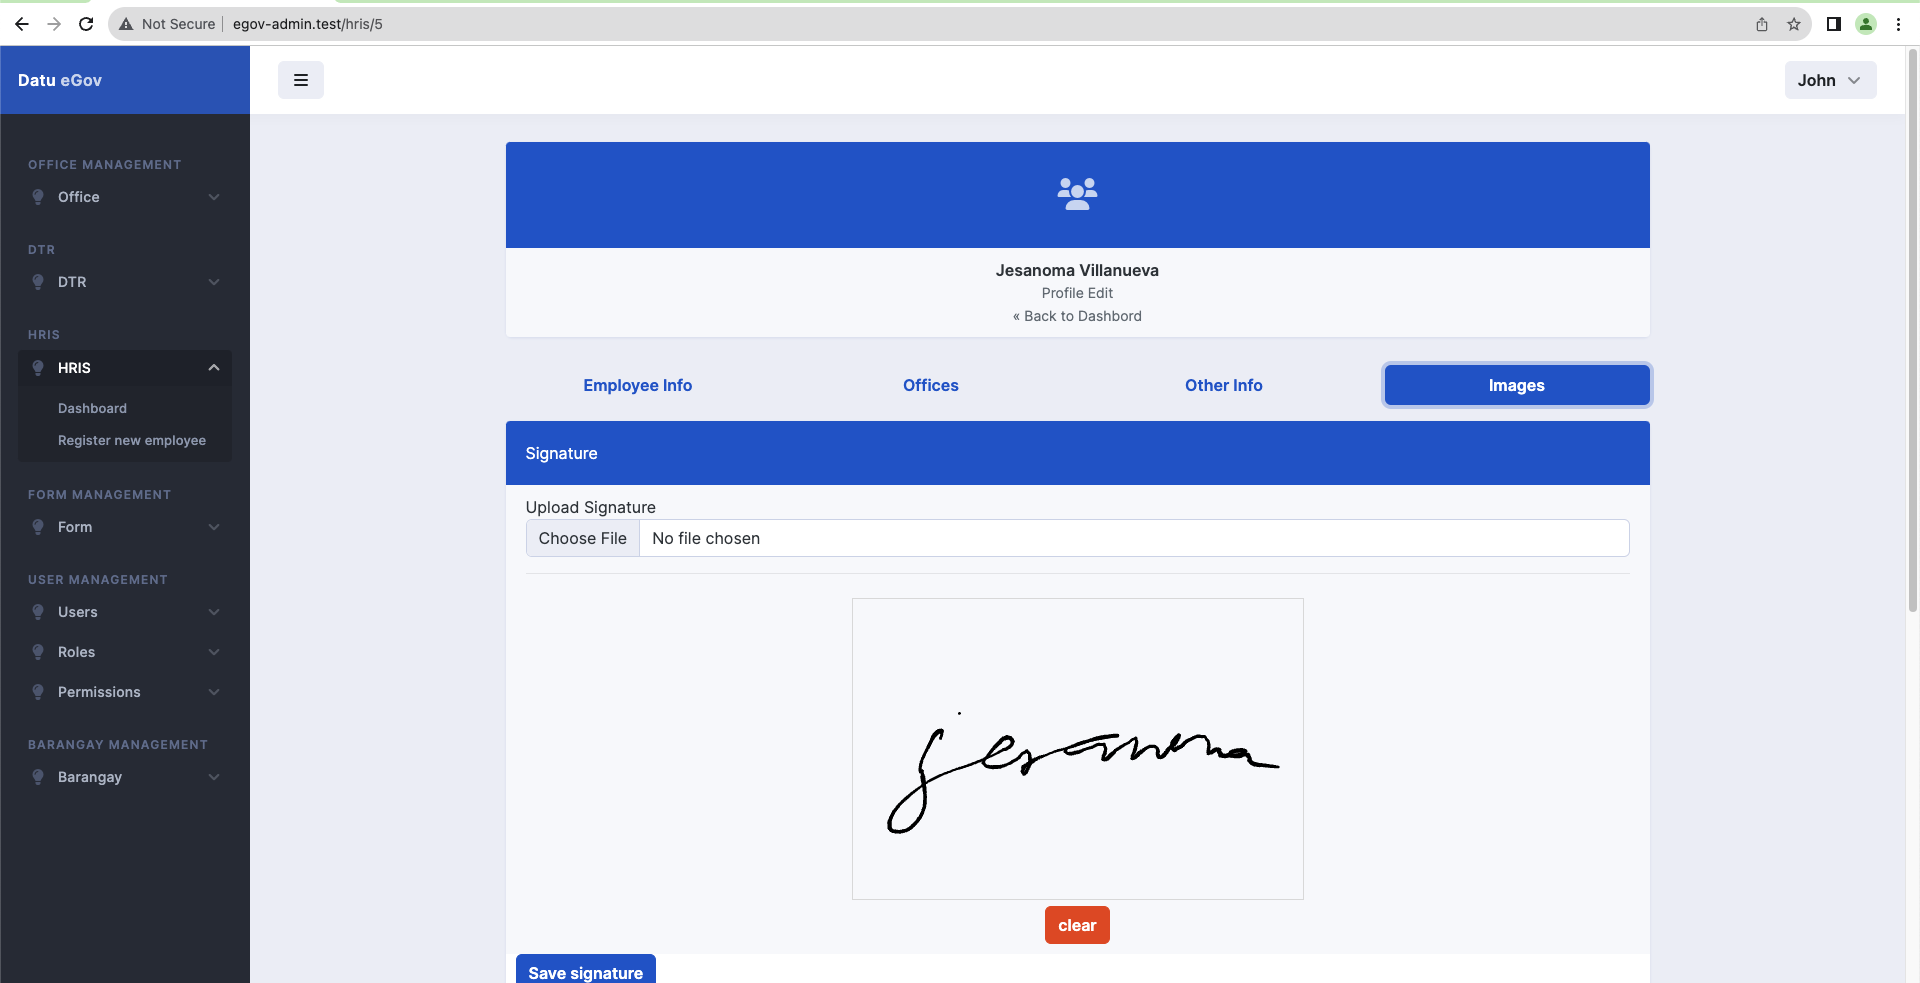 Not Secure
egov-admin.test/hris/5
Datu eGov
John
OFFICE MANAGEMENT
Office
DTR
DTR
HRIS
HRIS
Dashboard
Register new employee
FORM MANAGEMENT
Form
USER MANAGEMENT
Users
Roles
Permissions
BARANGAY MANAGEMENT
Barangay
Jesanoma Villanueva
Profile Edit
« Back to Dashbord
Employee Info
Offices
Other Info
Images
Signature
Upload Signature
Choose File
No file chosen
jesanoma
clear
Save signature